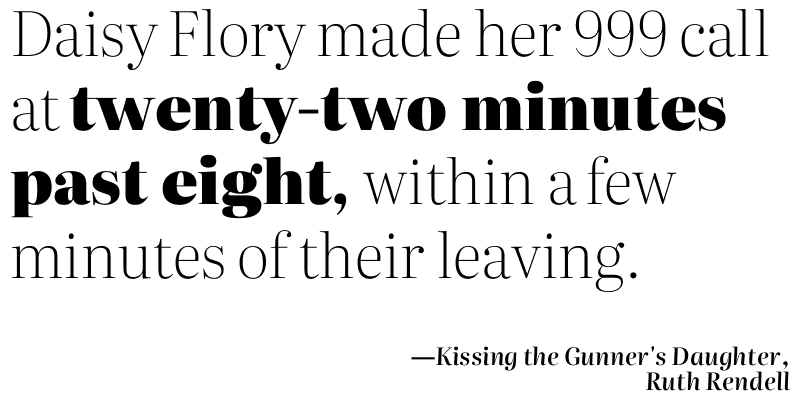 Daisy Flory made her 999 call
at twenty-two minutes
past eight, within a few
minutes of their leaving.
—Kissing the Gunner's Daughter,
Ruth Rendell